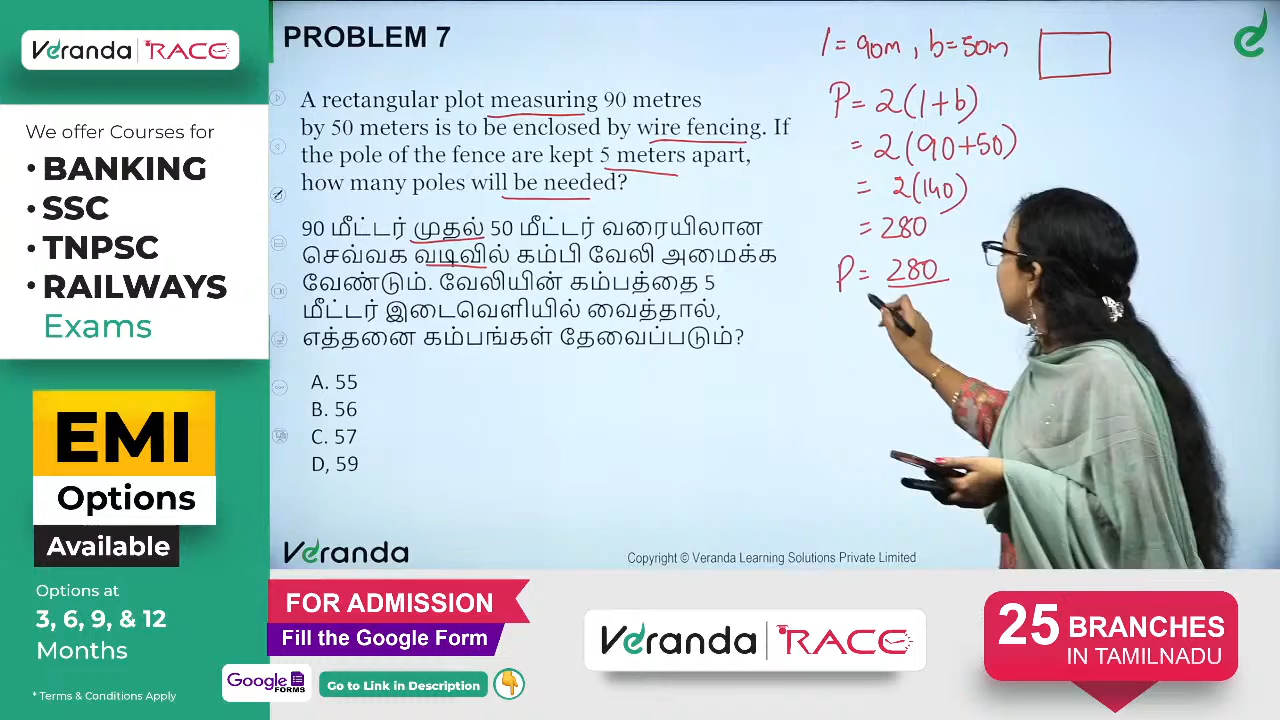 Veranda RACE
We offer Courses for
• BANKING
• SSC
• TNPSC
• RAILWAYS
Exams
EMI
Options
Available
Options at
3, 6, 9, & 12
Months
* Terms & Conditions Apply
PROBLEM 7
A rectangular plot measuring 90 metres
by 50 meters is to be enclosed by wire fencing. If
the pole of the fence are kept 5 meters apart,
how many poles will be needed?
90 மீட்டர் முதல் 50 மீட்டர் வரையிலான
செவ்வக வடிவில் கம்பி வேலி அமைக்க
வேண்டும். வேலியின் கம்பத்தை 5
மீட்டர் இடைவெளியில் வைத்தால்,
எத்தனை கம்பங்கள் தேவைப்படும்?
A. 55
B. 56
C. 57
D, 59
l = 90m , b = 50m
P = 2(l+b)
= 2(90+50)
= 2(140)
= 280
P = 280
Veranda
Copyright © Veranda Learning Solutions Private Limited
FOR ADMISSION
Fill the Google Form
Google FORMS
Go to Link in Description
Veranda RACE
25 BRANCHES
IN TAMILNADU